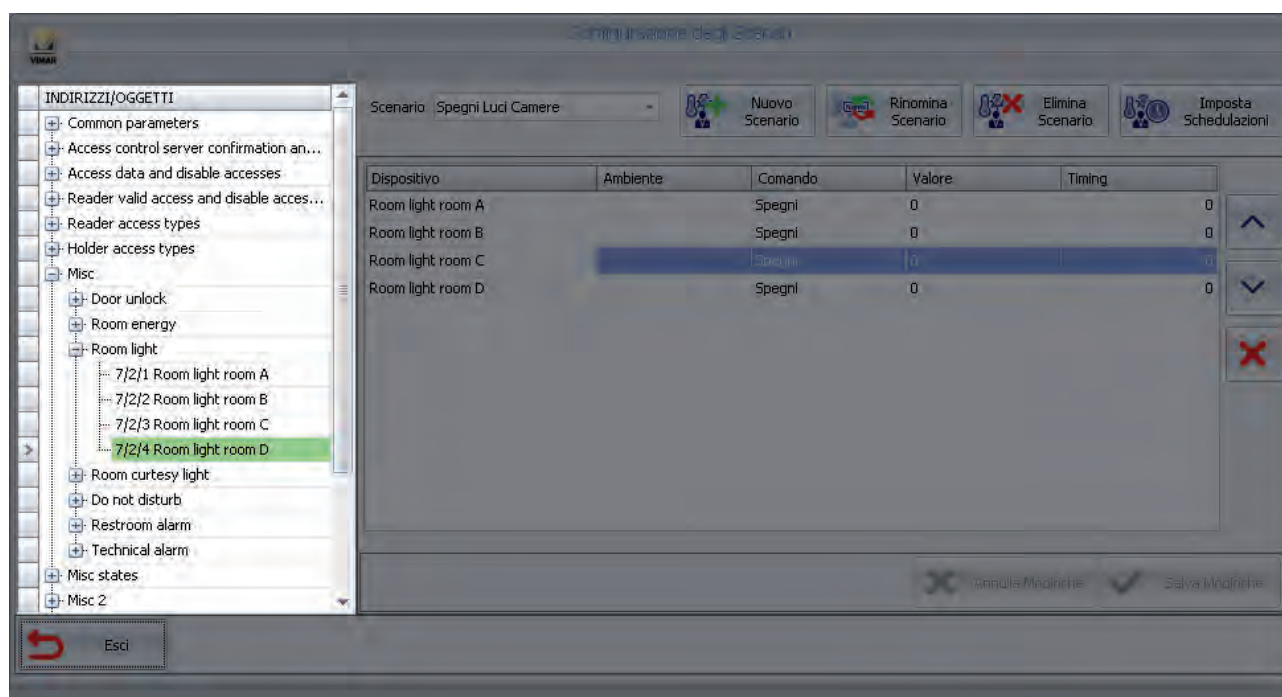 Configurazione degli Scenari
VIMAR
INDIRIZZI/OGGETTI
Common parameters
Access control server confirmation an...
Access data and disable accesses
Reader valid access and disable acces...
Reader access types
Holder access types
Misc
Door unlock
Room energy
Room light
7/2/1 Room light room A
7/2/2 Room light room B
7/2/3 Room light room C
7/2/4 Room light room D
Room curtesy light
Do not disturb
Restroom alarm
Technical alarm
Misc states
Misc 2
Scenario Spegni Luci Camere
Nuovo
Scenario
Rinomina
Scenario
Elimina
Scenario
Imposta
Schedulazioni
Dispositivo Ambiente Comando Valore Timing
Room light room A Spegni 0 0
Room light room B Spegni 0 0
Room light room C Spegni 0 0
Room light room D Spegni 0 0
Annulla Modifiche Salva Modifiche
Esci